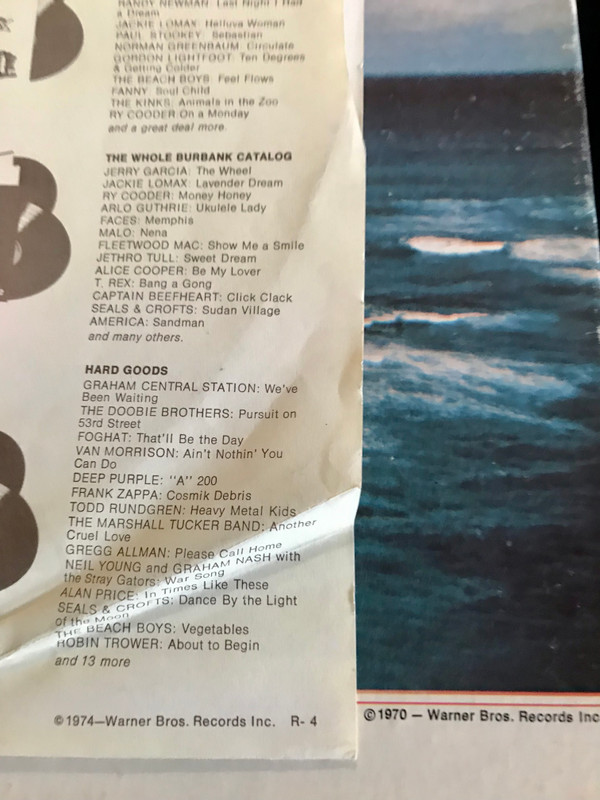 RANDY NEWMAN: Last Night I Had
a Dream
JACKIE LOMAX: Helluva Woman
PAUL STOOKEY: Sebastian
NORMAN GREENBAUM: Circulate
GORDON LIGHTFOOT: Ten Degrees
& Getting Colder
THE BEACH BOYS: Feel Flows
FANNY: Soul Child
THE KINKS: Animals in the Zoo
RY COODER: On a Monday
and a great deal more.
THE WHOLE BURBANK CATALOG
JERRY GARCIA: The Wheel
JACKIE LOMAX: Lavender Dream
RY COODER: Money Honey
ARLO GUTHRIE: Ukulele Lady
FACES: Memphis
MALO: Nena
FLEETWOOD MAC: Show Me a Smile
JETHRO TULL: Sweet Dream
ALICE COOPER: Be My Lover
T. REX: Bang a Gong
CAPTAIN BEEFHEART: Click Clack
SEALS & CROFTS: Sudan Village
AMERICA: Sandman
and many others.
HARD GOODS
GRAHAM CENTRAL STATION: We've
Been Waiting
THE DOOBIE BROTHERS: Pursuit on
53rd Street
FOGHAT: That'll Be the Day
VAN MORRISON: Ain't Nothin' You
Can Do
DEEP PURPLE: "A" 200
FRANK ZAPPA: Cosmik Debris
TODD RUNDGREN: Heavy Metal Kids
THE MARSHALL TUCKER BAND: Another
Cruel Love
GREGG ALLMAN: Please Call Home
NEIL YOUNG and GRAHAM NASH with
the Stray Gators: War Song
ALAN PRICE: In Times Like These
SEALS & CROFTS: Dance By the Light
of the Moon
THE BEACH BOYS: Vegetables
ROBIN TROWER: About to Begin
and 13 more
©1974—Warner Bros. Records Inc. R- 4
©1970 — Warner Bros. Records Inc